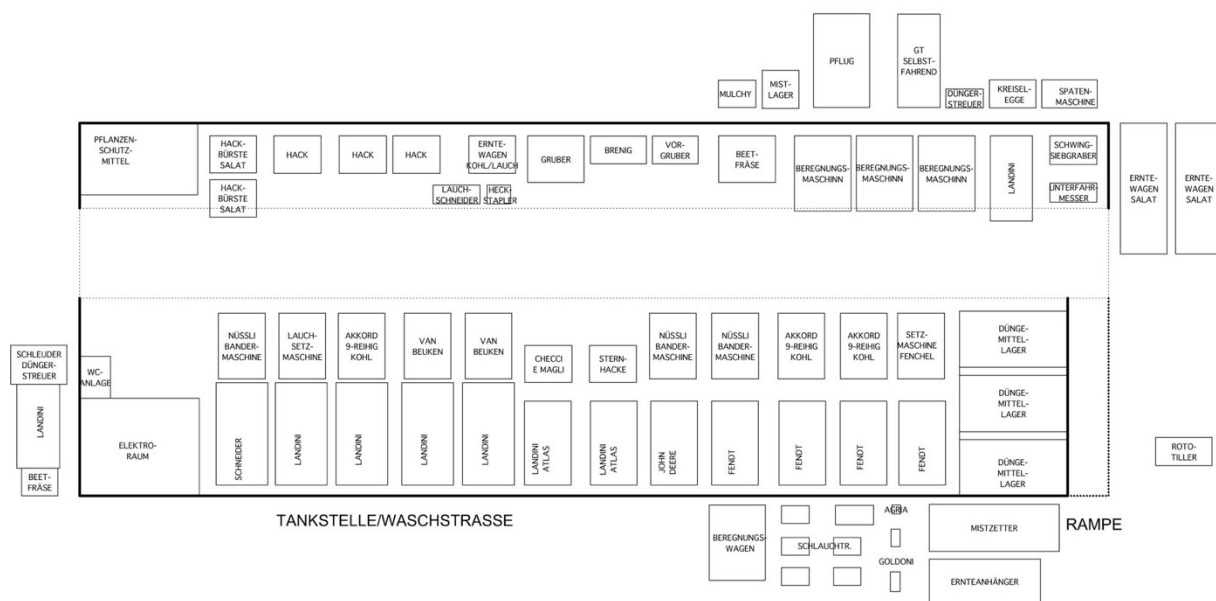 PFLUG
GT
SELBST-
FAHREND
MULCHY
MIST-
LAGER
DÜNGER-
STREUER
KREISEL-
EGGE
SPATEN-
MASCHINE
PFLANZEN-
SCHUTZ-
MITTEL
HACK-
BÜRSTE
SALAT
HACK
HACK
HACK
ERNTE-
WAGEN
KOHL/LAUCH
GRUBER
BRENIG
VOR-
GRUBER
BEET-
FRÄSE
BEREGNUNGS-
MASCHINN
BEREGNUNGS-
MASCHINN
BEREGNUNGS-
MASCHINN
LANDINI
SCHWING-
SIEBGRABER
ERNTE-
WAGEN
SALAT
ERNTE-
WAGEN
SALAT
HACK-
BÜRSTE
SALAT
LAUCH-
SCHNEIDER
HECK-
STAPLER
UNTERFAHR-
MESSER
NÜSSLI
BANDER-
MASCHINE
LAUCH-
SETZ-
MASCHINE
AKKORD
9-REIHIG
KOHL
VAN
BEUKEN
VAN
BEUKEN
CHECCI
E MAGLI
STERN-
HACKE
NÜSSLI
BANDER-
MASCHINE
NÜSSLI
BANDER-
MASCHINE
AKKORD
9-REIHIG
KOHL
AKKORD
9-REIHIG
KOHL
SETZ-
MASCHINE
FENCHEL
DÜNGE-
MITTEL-
LAGER
SCHLEUDER
DÜNGER-
STREUER
WC-
ANLAGE
LANDINI
BEET-
FRÄSE
ELEKTRO-
RAUM
SCHNEIDER
LANDINI
LANDINI
LANDINI
LANDINI
LANDINI
ATLAS
LANDINI
ATLAS
JOHN
DEERE
FENDT
FENDT
FENDT
FENDT
DÜNGE-
MITTEL-
LAGER
DÜNGE-
MITTEL-
LAGER
ROTO-
TILLER
TANKSTELLE/WASCHSTRASSE
BEREGNUNGS-
WAGEN
SCHLAUCHTR.
AGRIA
GOLDONI
MISTZETTER
ERNTEANHÄNGER
RAMPE